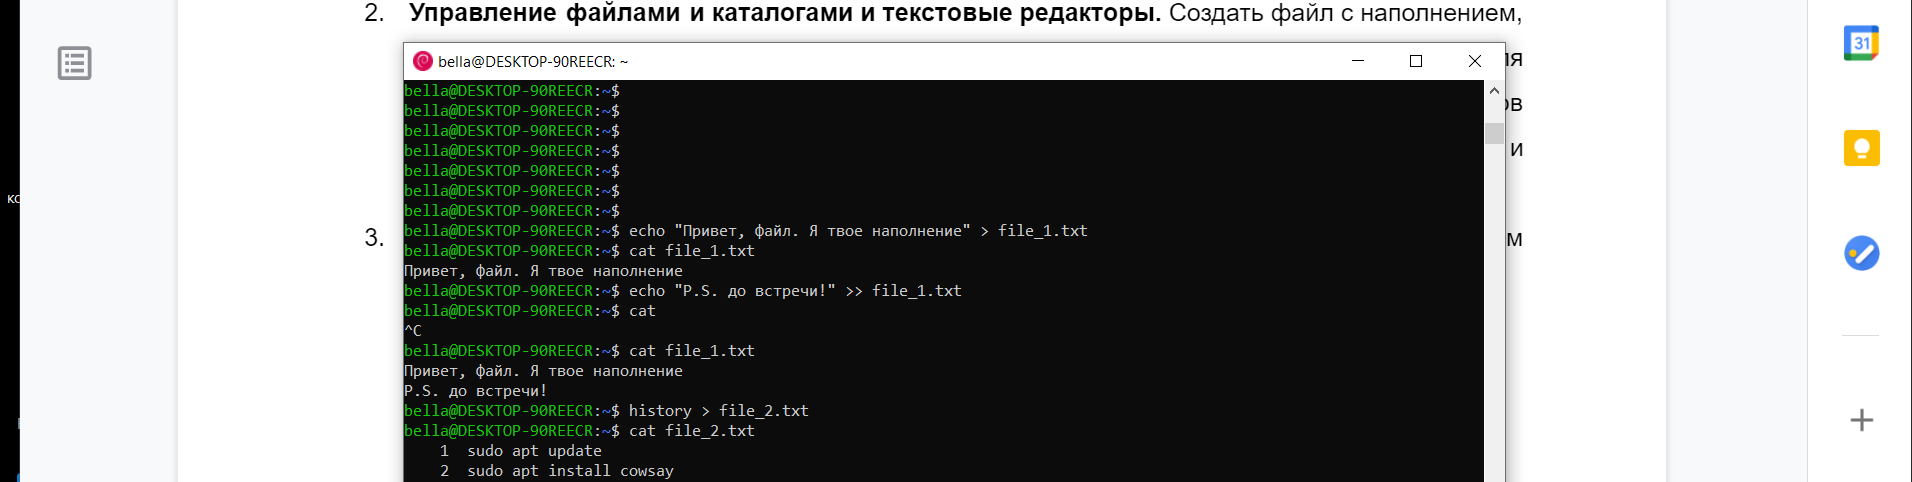 2. Управление файлами и каталогами и текстовые редакторы. Создать файл с наполнением,
bella@DESKTOP-90REECR: ~
bella@DESKTOP-90REECR:~$
bella@DESKTOP-90REECR:~$
bella@DESKTOP-90REECR:~$
bella@DESKTOP-90REECR:~$
bella@DESKTOP-90REECR:~$
bella@DESKTOP-90REECR:~$
bella@DESKTOP-90REECR:~$
bella@DESKTOP-90REECR:~$ echo "Привет, файл. Я твое наполнение" > file_1.txt
bella@DESKTOP-90REECR:~$ cat file_1.txt
Привет, файл. Я твое наполнение
bella@DESKTOP-90REECR:~$ echo "P.S. до встречи!" >> file_1.txt
bella@DESKTOP-90REECR:~$ cat
^C
bella@DESKTOP-90REECR:~$ cat file_1.txt
Привет, файл. Я твое наполнение
P.S. до встречи!
bella@DESKTOP-90REECR:~$ history > file_2.txt
bella@DESKTOP-90REECR:~$ cat file_2.txt
1 sudo apt update
2 sudo apt install cowsay
и
3.
31